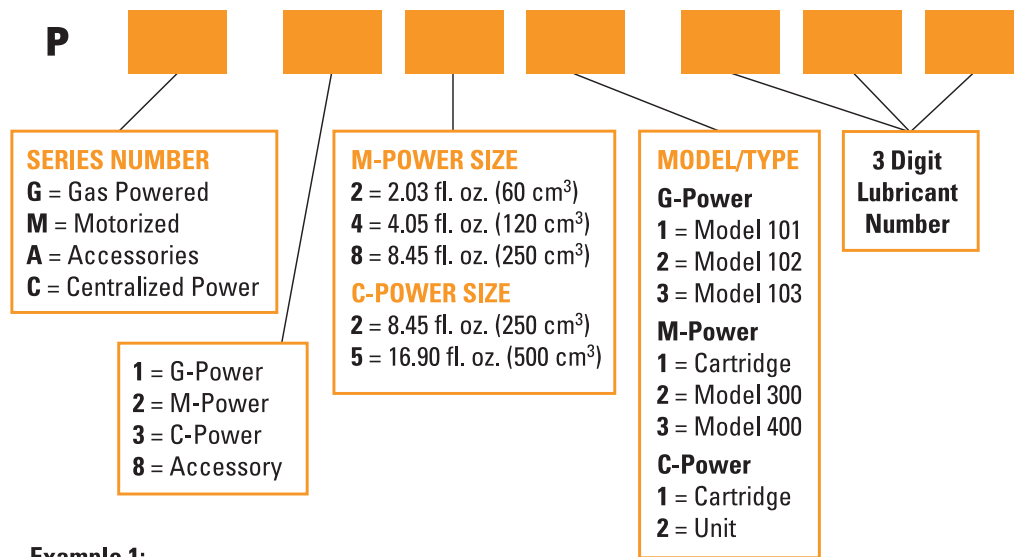 P
SERIES NUMBER
G = Gas Powered
M = Motorized
A = Accessories
C = Centralized Power
1 = G-Power
2 = M-Power
3 = C-Power
8 = Accessory
M-POWER SIZE
2 = 2.03 fl. oz. (60 cm³)
4 = 4.05 fl. oz. (120 cm³)
8 = 8.45 fl. oz. (250 cm³)
C-POWER SIZE
2 = 8.45 fl. oz. (250 cm³)
5 = 16.90 fl. oz. (500 cm³)
MODEL/TYPE
G-Power
1 = Model 101
2 = Model 102
3 = Model 103
M-Power
1 = Cartridge
2 = Model 300
3 = Model 400
C-Power
1 = Cartridge
2 = Unit
3 Digit
Lubricant
Number
Example 1: